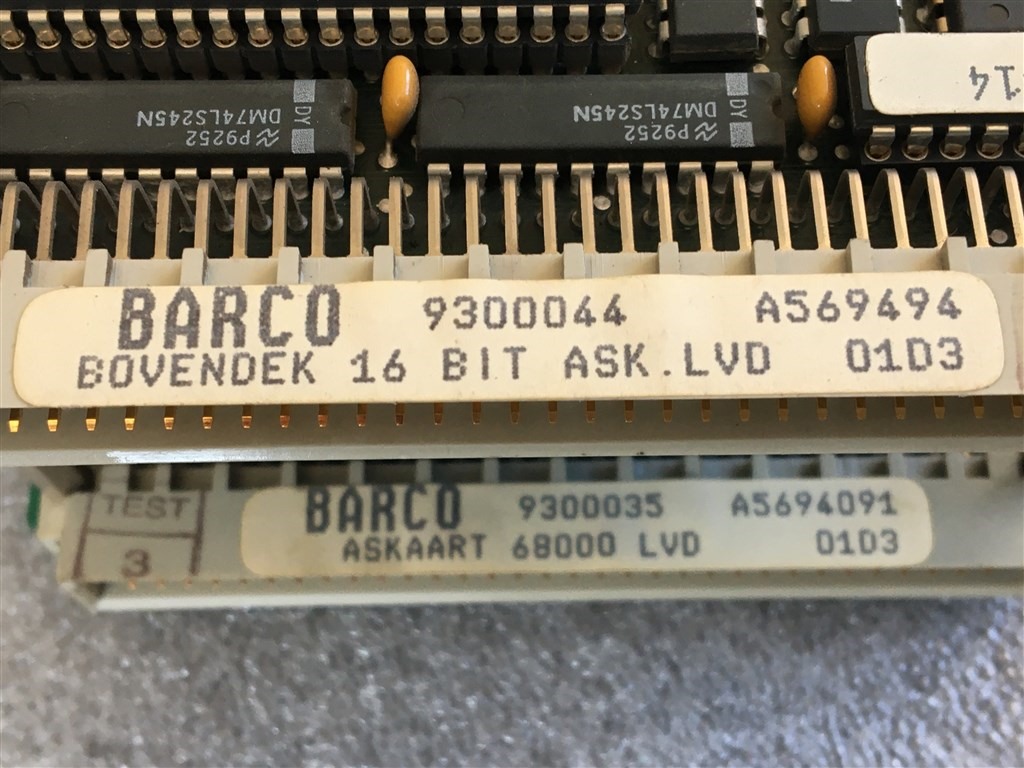 DY
P9252
DM74LS245N
DY
P9252
DM74LS245N
14
BARCO 9300044 A569494
BOVENDEK 16 BIT ASK.LVD 01D3
TEST
3
BARCO 9300035 A5694091
ASKAART 68000 LVD 01D3